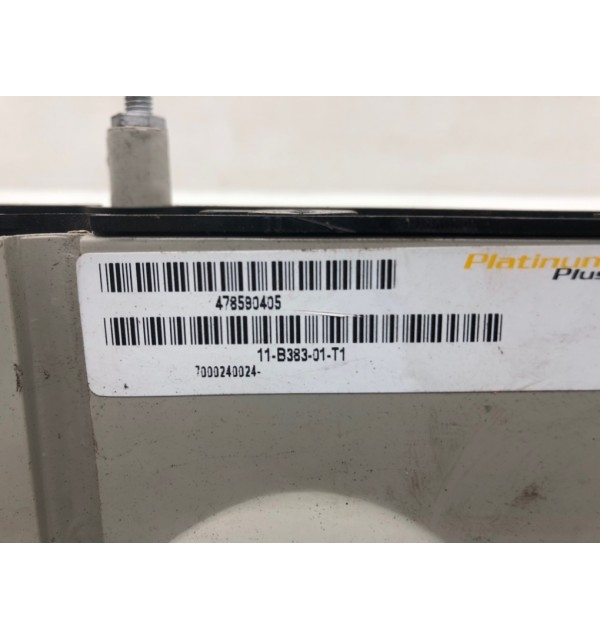 Platinum
Plus
478590405
11-B383-01-T1
7000240024-